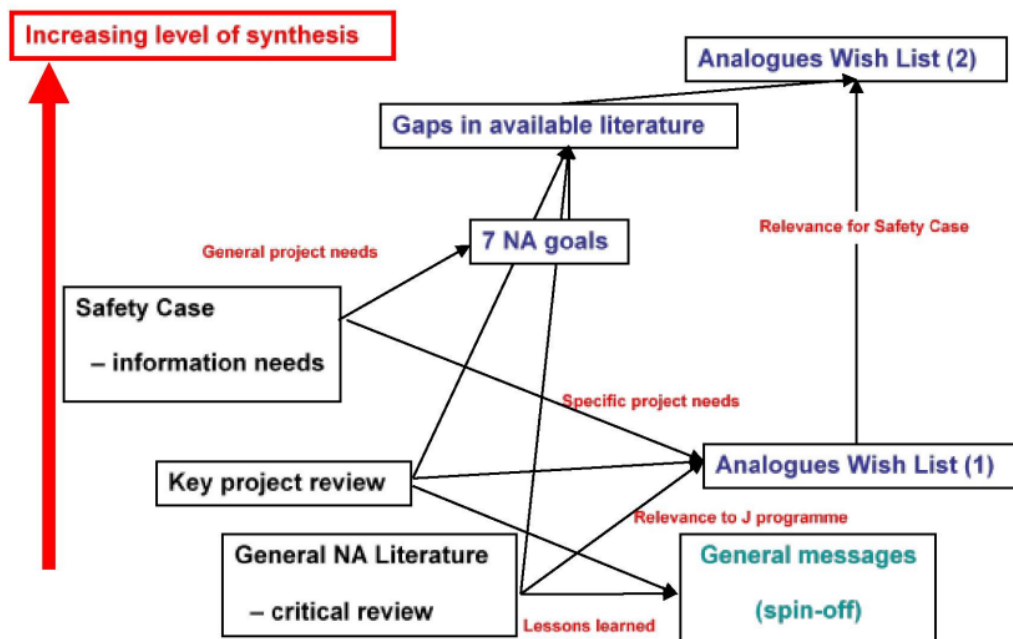 Increasing level of synthesis
Analogues Wish List (2)
Gaps in available literature
7 NA goals
Relevance for Safety Case
General project needs
Safety Case
– information needs
Specific project needs
Analogues Wish List (1)
Key project review
Relevance to J programme
General NA Literature
– critical review
General messages
(spin-off)
Lessons learned